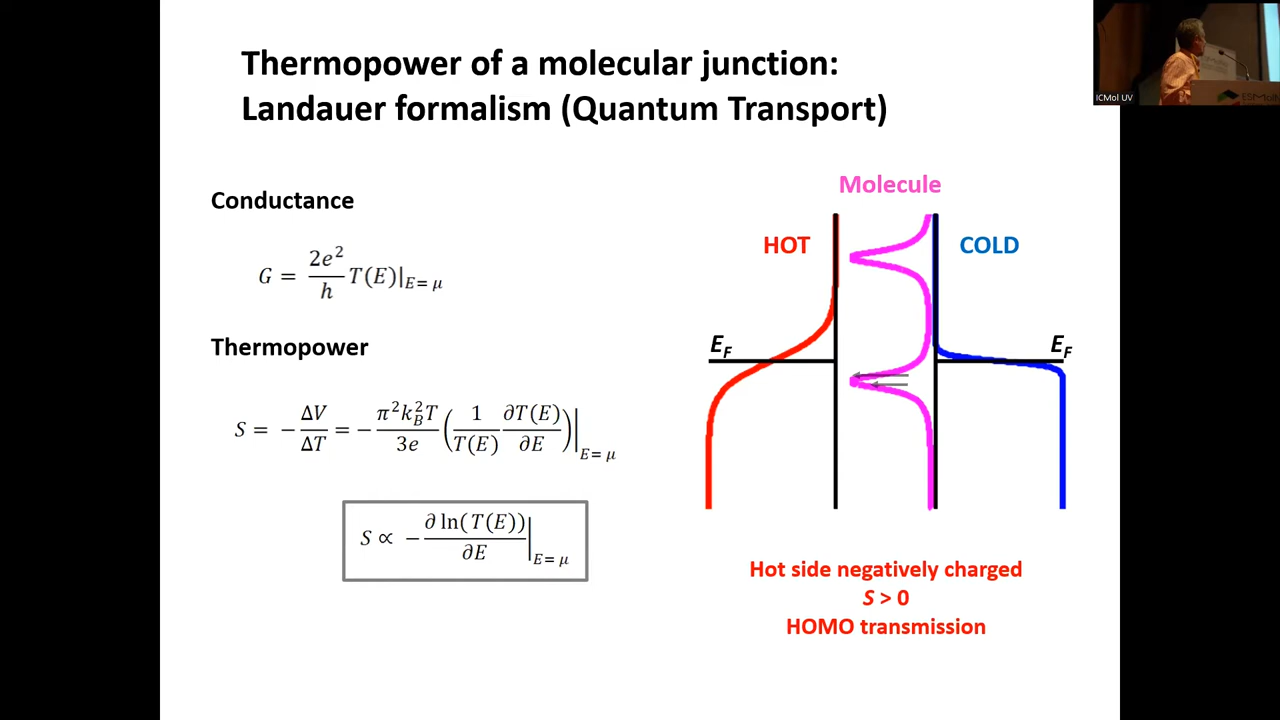 Thermopower of a molecular junction:
Landauer formalism (Quantum Transport)
ICMol UV
Conductance
G = 2e²/h T(E)|E= μ
Thermopower
S = − ΔV/ΔT = − π²k_B²T/3e (1/T(E) ∂T(E)/∂E)|E= μ
S ∝ − ∂ ln(T(E))/∂E|E= μ
Molecule
HOT
COLD
E_F
E_F
Hot side negatively charged
S > 0
HOMO transmission